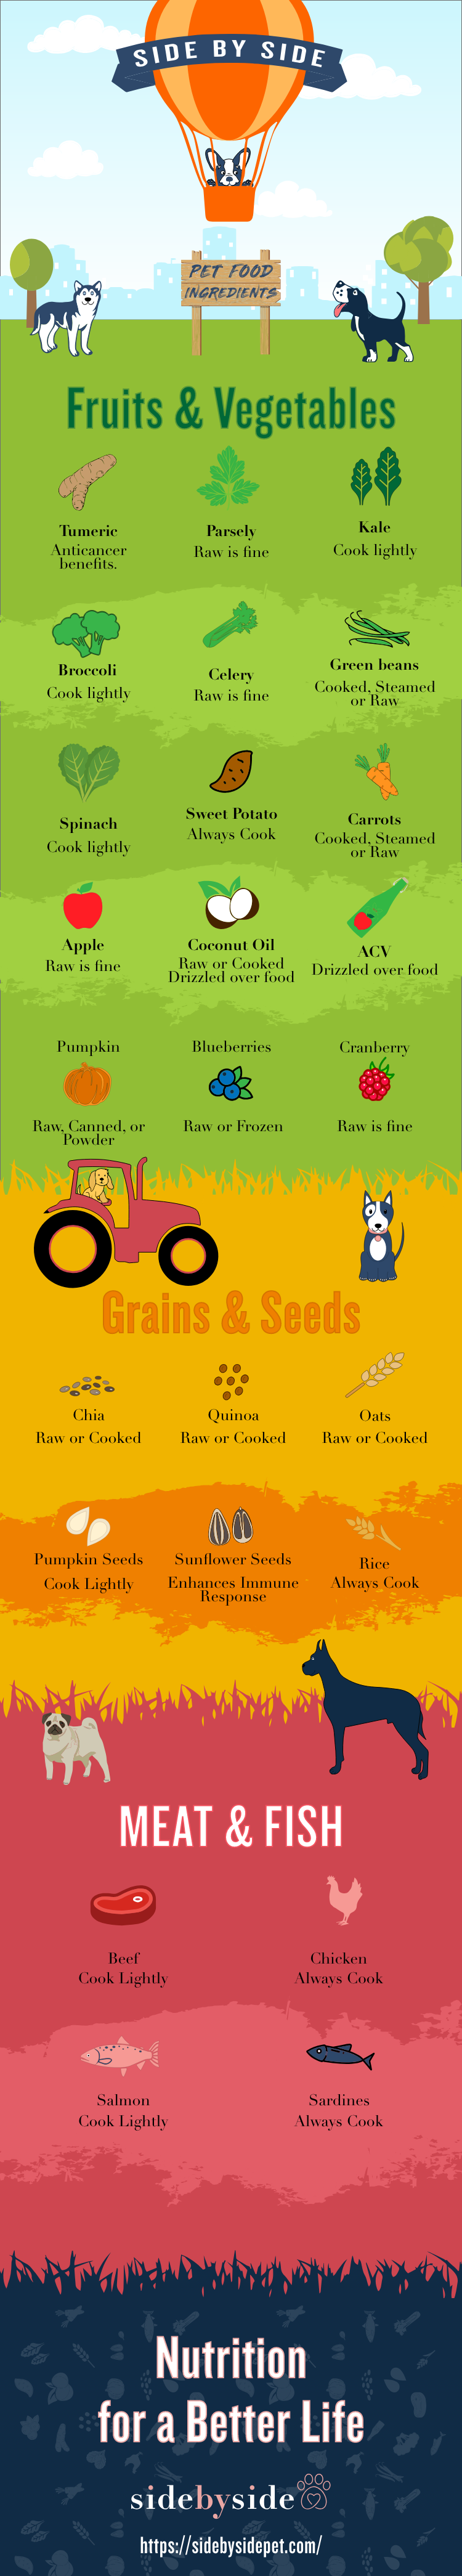 SIDE BY SIDE
PET FOOD
INGREDIENTS
Fruits & Vegetables
Tumeric
Anticancer
benefits.
Parsely
Raw is fine
Kale
Cook lightly
Broccoli
Cook lightly
Celery
Raw is fine
Green beans
Cooked, Steamed
or Raw
Spinach
Cook lightly
Sweet Potato
Always Cook
Carrots
Cooked, Steamed
or Raw
Apple
Raw is fine
Coconut Oil
Raw or Cooked
Drizzled over food
ACV
Drizzled over food
Pumpkin
Raw, Canned, or
Powder
Blueberries
Raw or Frozen
Cranberry
Raw is fine
Grains & Seeds
Chia
Raw or Cooked
Quinoa
Raw or Cooked
Oats
Raw or Cooked
Pumpkin Seeds
Cook Lightly
Sunflower Seeds
Enhances Immune
Response
Rice
Always Cook
MEAT & FISH
Beef
Cook Lightly
Chicken
Always Cook
Salmon
Cook Lightly
Sardines
Always Cook
Nutrition
for a Better Life
sidebyside
https://sidebysidepet.com/